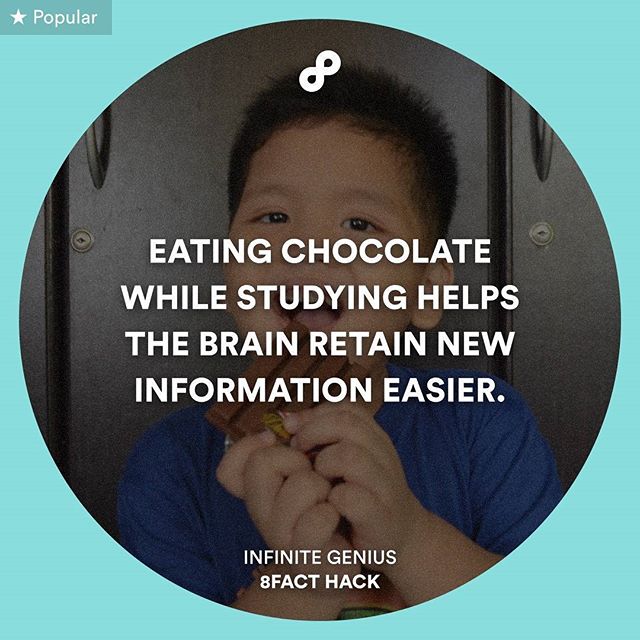 ★ Popular
EATING CHOCOLATE
WHILE STUDYING HELPS
THE BRAIN RETAIN NEW
INFORMATION EASIER.
INFINITE GENIUS
8FACT HACK